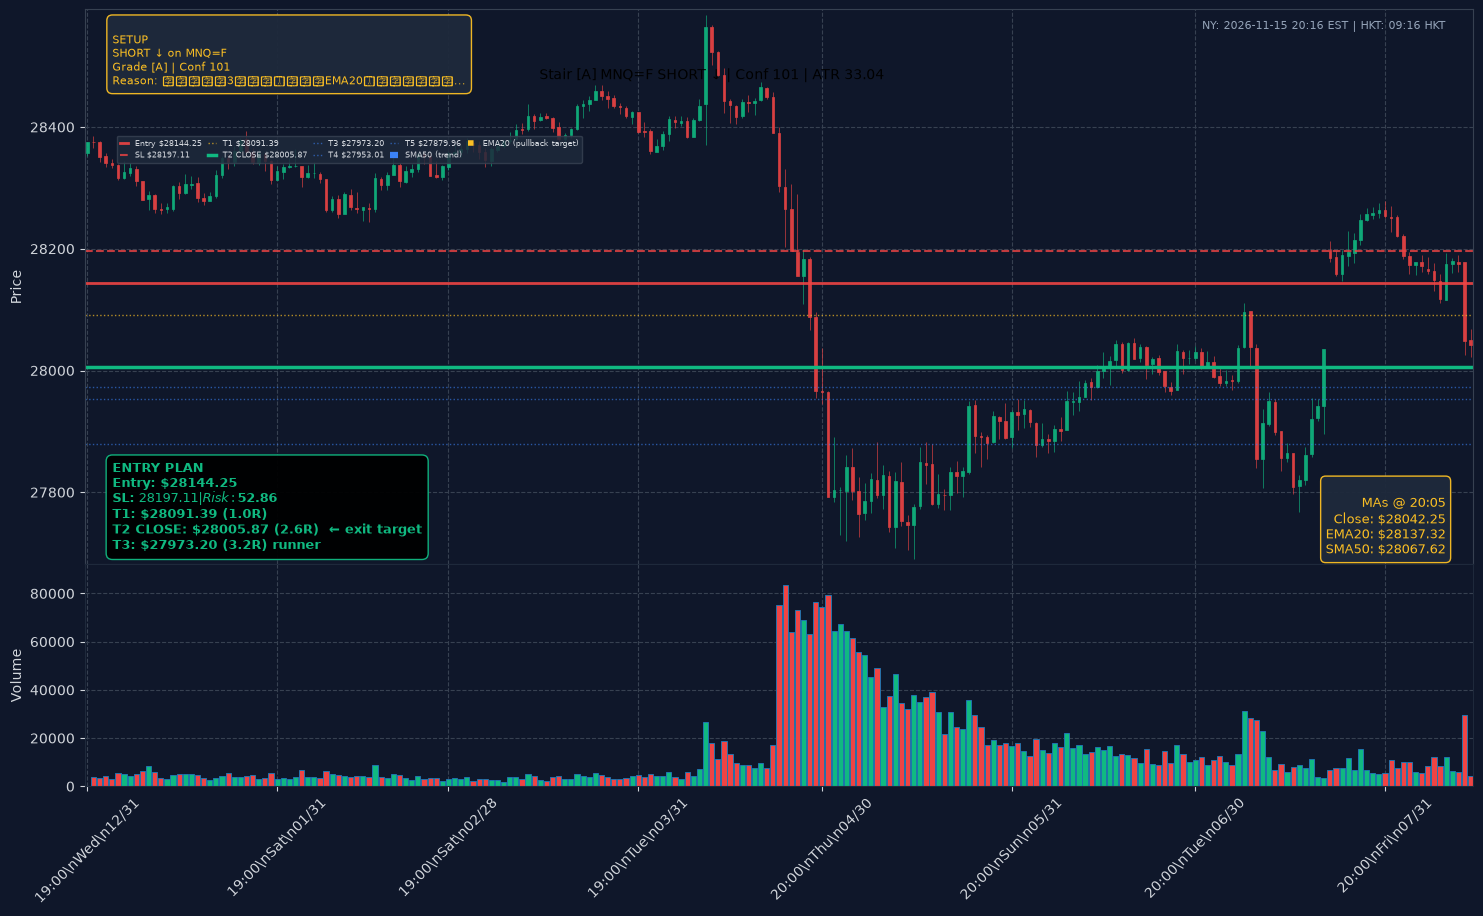 SETUP
SHORT ↓ on MNQ=F
Grade [A] | Conf 101
Reason: 3 EMA20 ...
Stair [A] MNQ=F SHORT | Conf 101 | ATR 33.04
NY: 2026-11-15 20:16 EST | HKT: 09:16 HKT
Entry $28144.25
SL $28197.11
T1 $28091.39
T2 CLOSE $28005.87
T3 $27973.20
T4 $27953.01
T5 $27879.96
SMA50 (trend)
EMA20 (pullback target)
Price
28400
28200
28000
27800
ENTRY PLAN
Entry: $28144.25
SL: 28197.11|Risk:52.86
T1: $28091.39 (1.0R)
T2 CLOSE: $28005.87 (2.6R) ← exit target
T3: $27973.20 (3.2R) runner
MAs @ 20:05
Close: $28042.25
EMA20: $28137.32
SMA50: $28067.62
Volume
80000
60000
40000
20000
0
19:00\nWed\n12/31
19:00\nSat\n01/31
19:00\nSat\n02/28
19:00\nTue\n03/31
20:00\nThu\n04/30
20:00\nSun\n05/31
20:00\nTue\n06/30
20:00\nFri\n07/31